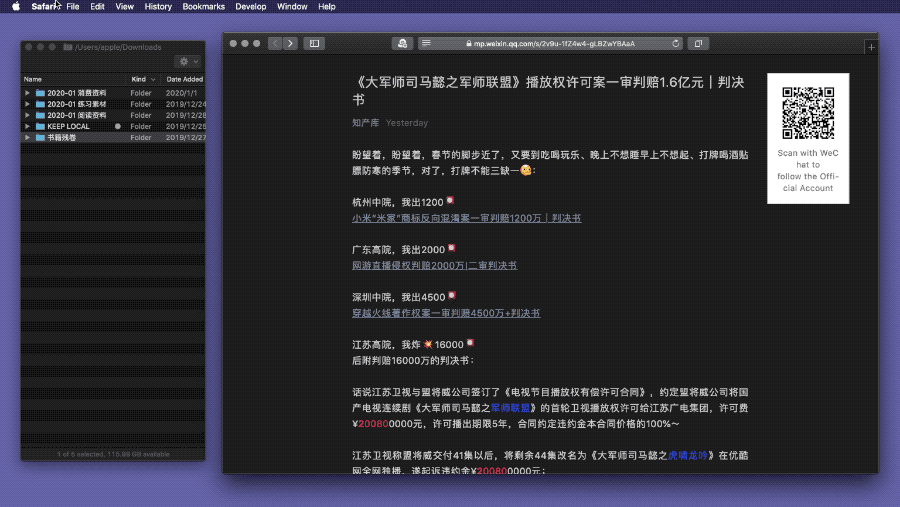 Safari File Edit View History Bookmarks Develop Window Help
/Users/apple/Downloads
Name Kind Date Added
2020-01 消费资料 Folder 2020/1/1
2020-01 练习素材 Folder 2019/12/24
2020-01 阅读资料 Folder 2019/12/28
KEEP LOCAL Folder 2019/12/25
书籍残卷 Folder 2019/12/27
1 of 5 selected, 115.89 GB available
mp.weixin.qq.com/s/2v9u-1fZ4w4-gLBZwYBAaA
《大军师司马懿之军师联盟》播放权许可案一审判赔1.6亿元｜判决
书
知产库 Yesterday
盼望着，盼望着，春节的脚步近了，又要到吃喝玩乐、晚上不想睡早上不想起、打牌喝酒贴
膘防寒的季节，对了，打牌不能三缺一🧐：
杭州中院，我出1200🀄
小米“米家”商标反向混淆案一审判赔1200万｜判决书
广东高院，我出2000🀄
网游直播侵权判赔2000万|二审判决书
深圳中院，我出4500🀄
穿越火线著作权案一审判赔4500万+判决书
江苏高院，我炸💥16000🀄
后附判赔16000万的判决书：
话说江苏卫视与盟将威公司签订了《电视节目播放权有偿许可合同》，约定盟将威公司将国
产电视连续剧《大军师司马懿之军师联盟》的首轮卫视播放权许可给江苏广电集团，许可费
¥200800000元，许可播出期限5年，合同约定违约金本合同价格的100%～
江苏卫视称盟将威交付41集以后，将剩余44集改名为《大军师司马懿之虎啸龙吟》在优酷
网全网独播，遂起诉违约金¥200800000元；
Scan with WeC
hat to
follow the Offi-
cial Account